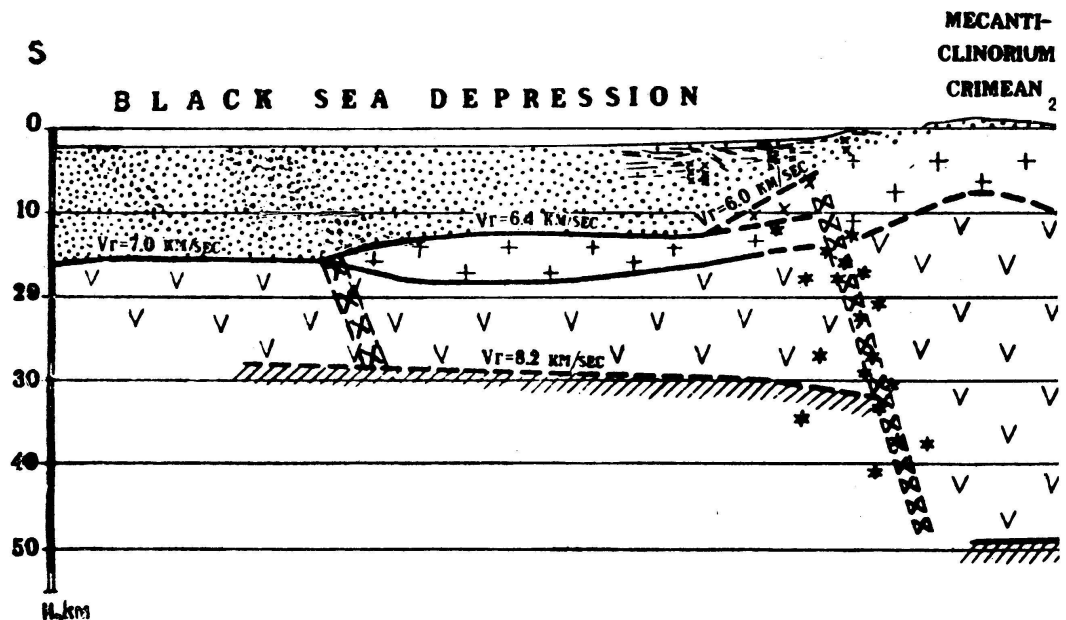 S
MECANTI-
CLINORIUM
CRIMEAN 2
BLACK SEA DEPRESSION
0
10
20
30
40
50
H, km
Vr=7.0 KM/SEC
Vr=6.4 KM/SEC
Vr=6.0 KM/SEC
Vr=8.2 KM/SEC